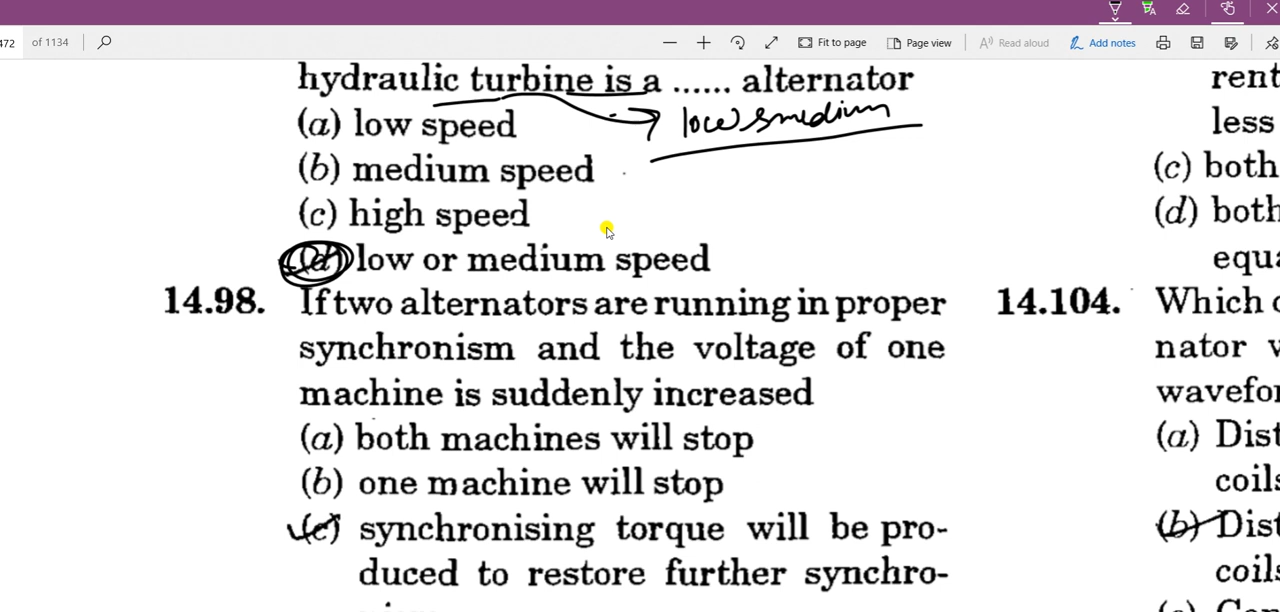 472 of 1134
Fit to page
Page view
Read aloud
Add notes
hydraulic turbine is a ...... alternator
(a) low speed
low medium
(b) medium speed
(c) high speed
(d) low or medium speed
14.98. If two alternators are running in proper
synchronism and the voltage of one
machine is suddenly increased
(a) both machines will stop
(b) one machine will stop
(c) synchronising torque will be pro-
duced to restore further synchro-
rent
less
(c) both
(d) both
equa
14.104. Which
nator
wavefor
(a) Dist
coils
(b) Dist
coils